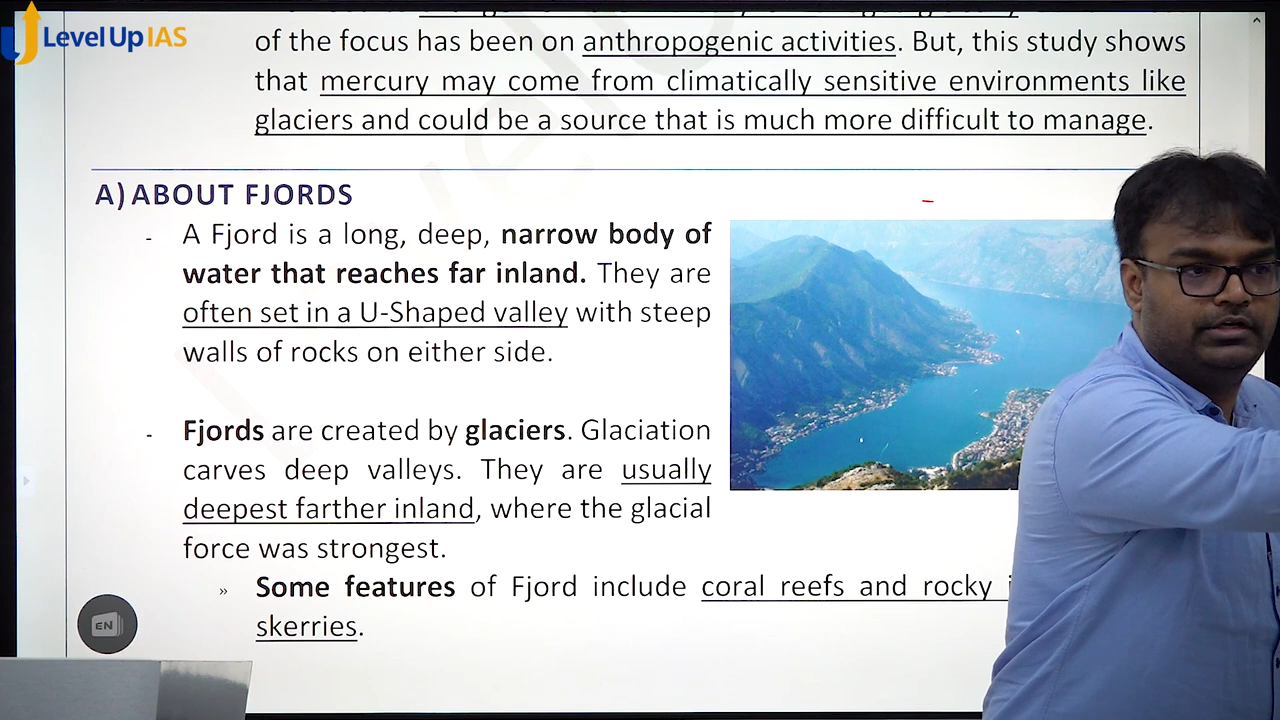 Level Up IAS
of the focus has been on anthropogenic activities. But, this study shows
that mercury may come from climatically sensitive environments like
glaciers and could be a source that is much more difficult to manage.
A) ABOUT FJORDS
- A Fjord is a long, deep, narrow body of
water that reaches far inland. They are
often set in a U-Shaped valley with steep
walls of rocks on either side.
- Fjords are created by glaciers. Glaciation
carves deep valleys. They are usually
deepest farther inland, where the glacial
force was strongest.
» Some features of Fjord include coral reefs and rocky
skerries.
EN